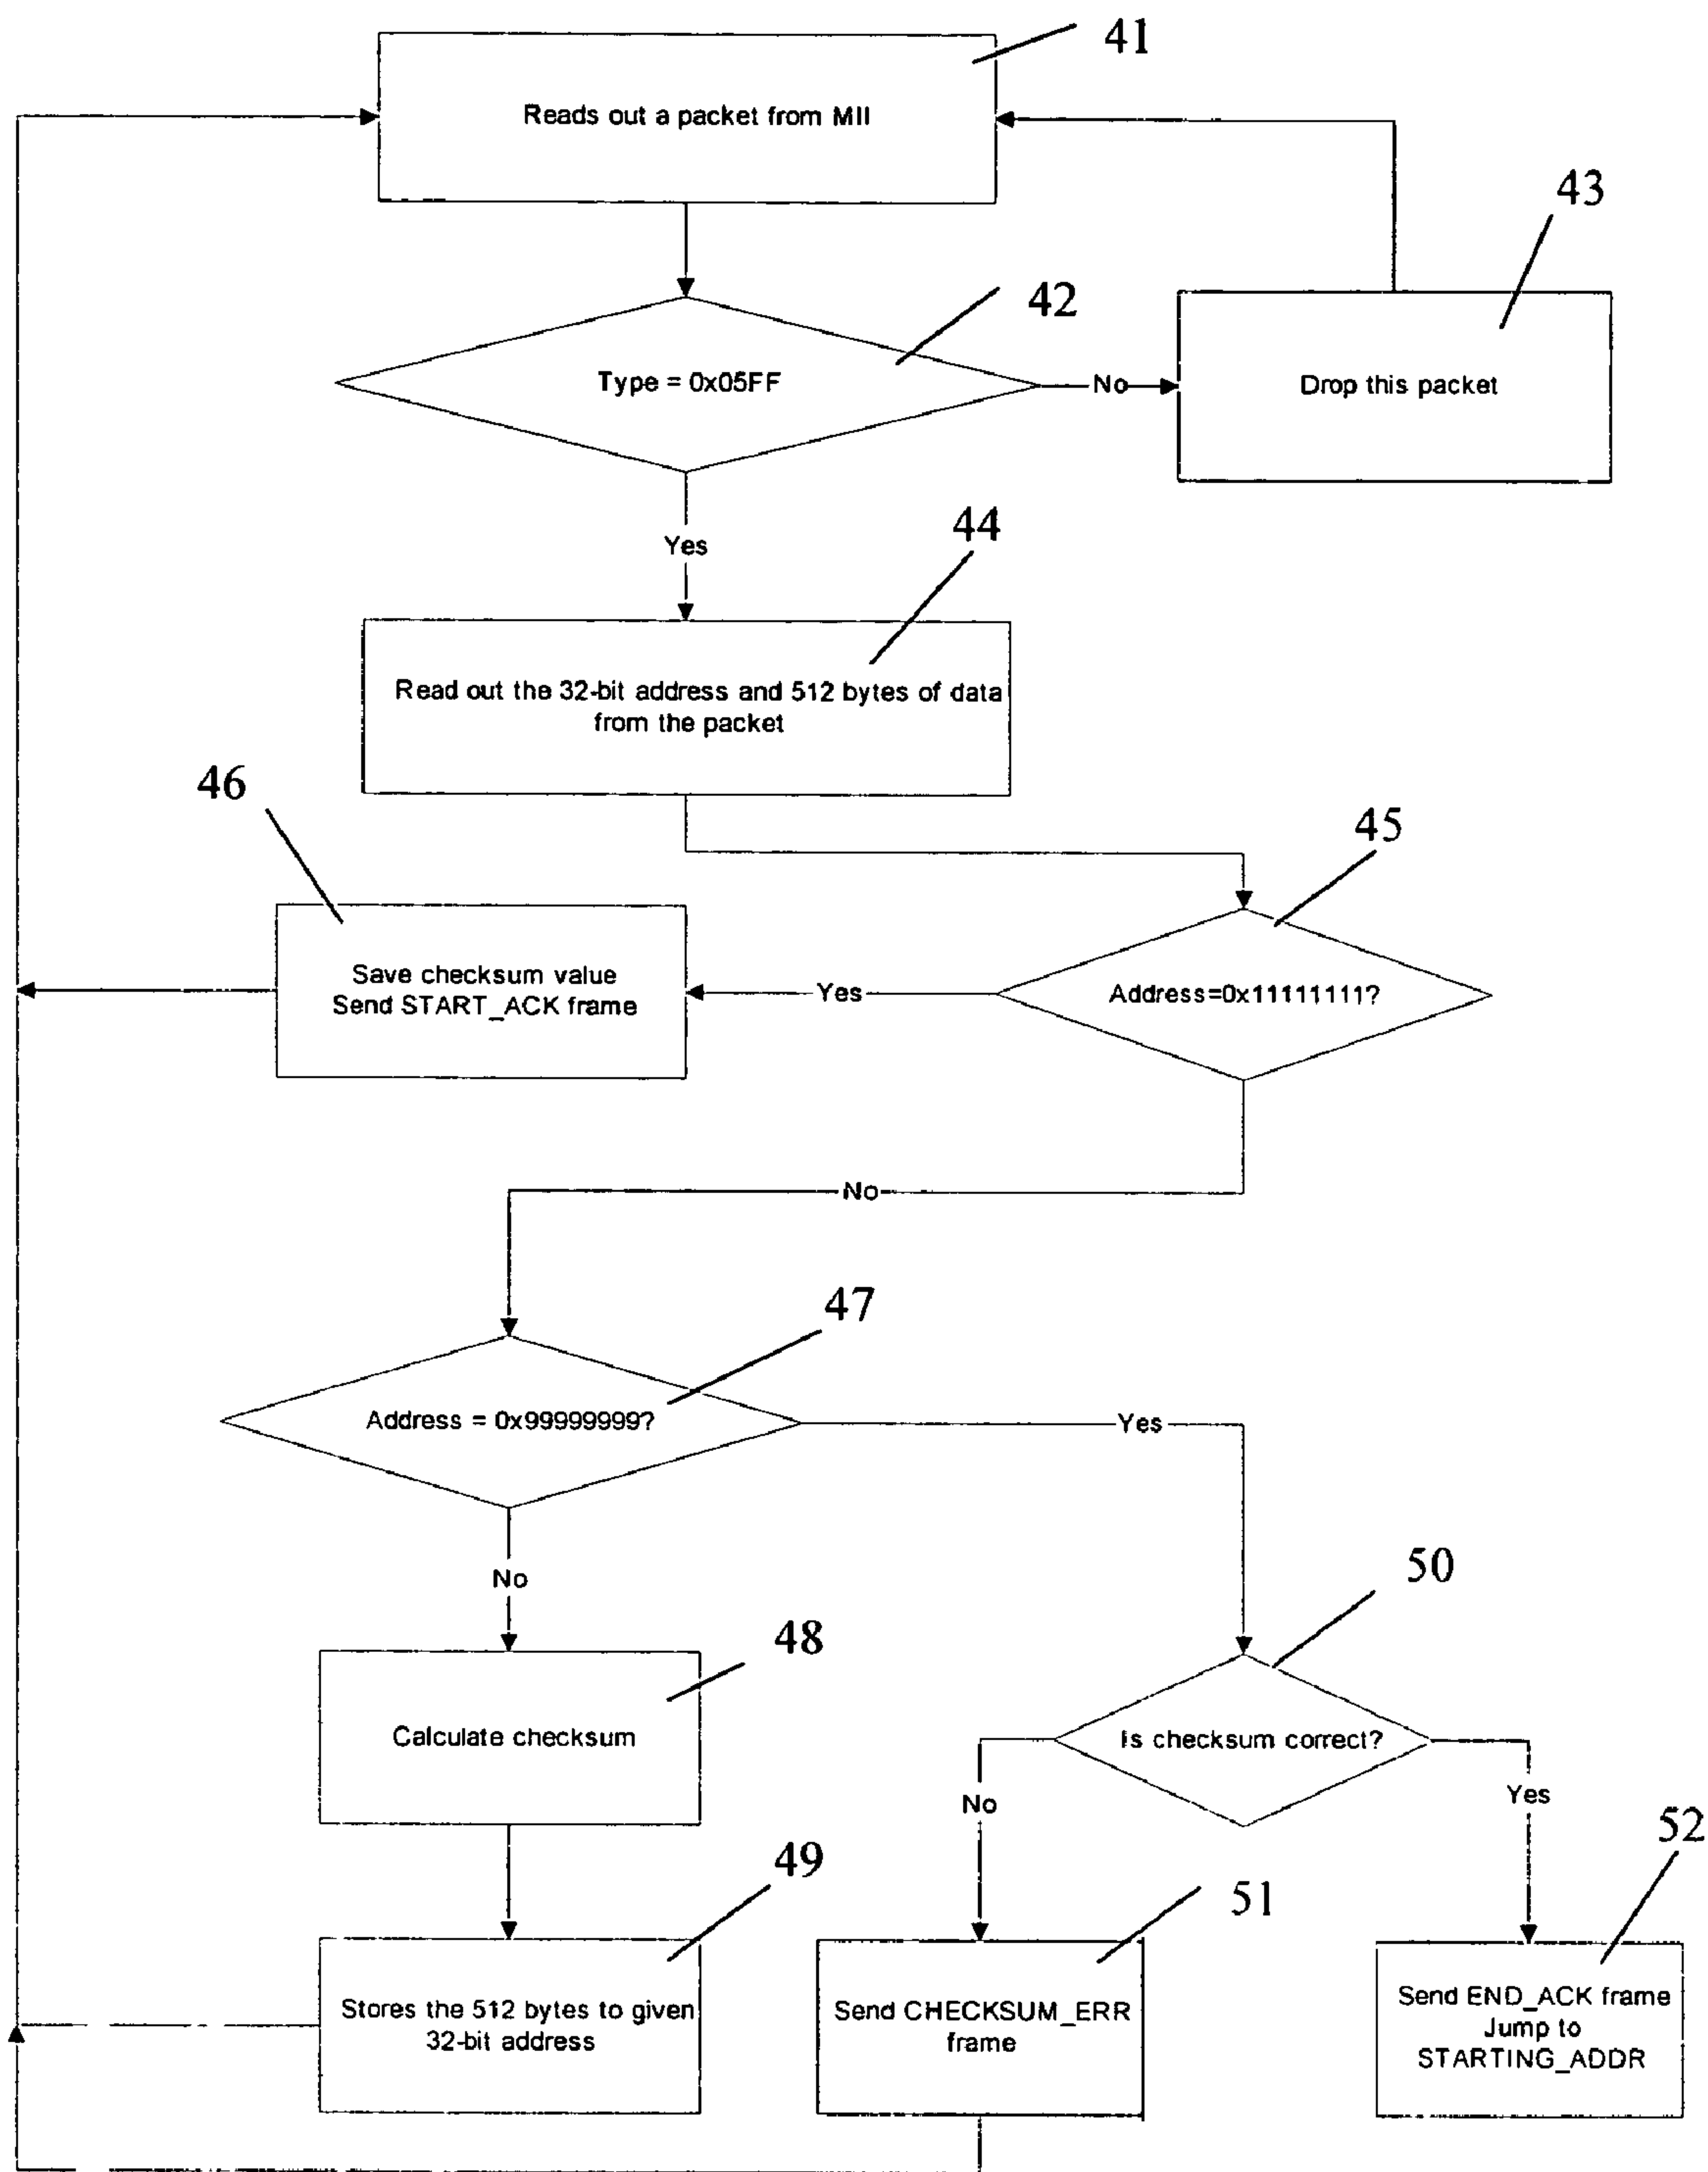 41
Reads out a packet from MII
43
42
Type = 0x05FF
No
Drop this packet
44
Yes
Read out the 32-bit address and 512 bytes of data
from the packet
46
45
Save checksum value
Send START_ACK frame
Yes
Address=0x11111111?
No
47
Address = 0x99999999?
Yes
50
No
48
Calculate checksum
Is checksum correct?
No
Yes
52
49
51
Stores the 512 bytes to given
32-bit address
Send CHECKSUM_ERR
frame
Send END_ACK frame
Jump to
STARTING_ADDR